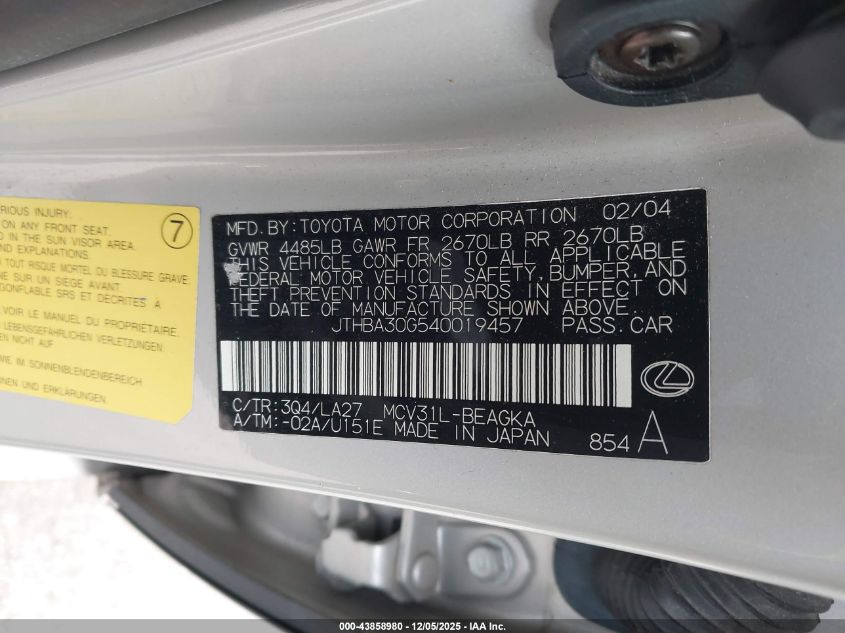 RIOUS INJURY.
ON ANY FRONT SEAT.
D IN THE SUN VISOR AREA.
AND EXPLANATIONS.
7
TOUT RISQUE MORTEL DU BLESSURE GRAVE
NE SUR UN SIEGE AVANT
GONFLABLE SRS ET DECRITES À
VOIR LE MANUEL DU PROPRIETAIRE.
LEBENSGEFÄHRLICHEN VERLETZUNGEN:
WIE IM SONNENBLENDENBEREICH
NEN UND ERKLÄRUNGEN.
MFD. BY: TOYOTA MOTOR CORPORATION 02/04
GVWR 4485LB GAWR FR 2670LB RR 2670LB
THIS VEHICLE CONFORMS TO ALL APPLICABLE
FEDERAL MOTOR VEHICLE SAFETY, BUMPER, AND
THEFT PREVENTION STANDARDS IN EFFECT ON
THE DATE OF MANUFACTURE SHOWN ABOVE.
JTHBA30G540019457 PASS. CAR
C/TR: 3Q4/LA27 MCV31L-BEAGKA
A/TM: -02A/U151E MADE IN JAPAN
854 A
000-43858980 - 12/05/2025 - IAA Inc.